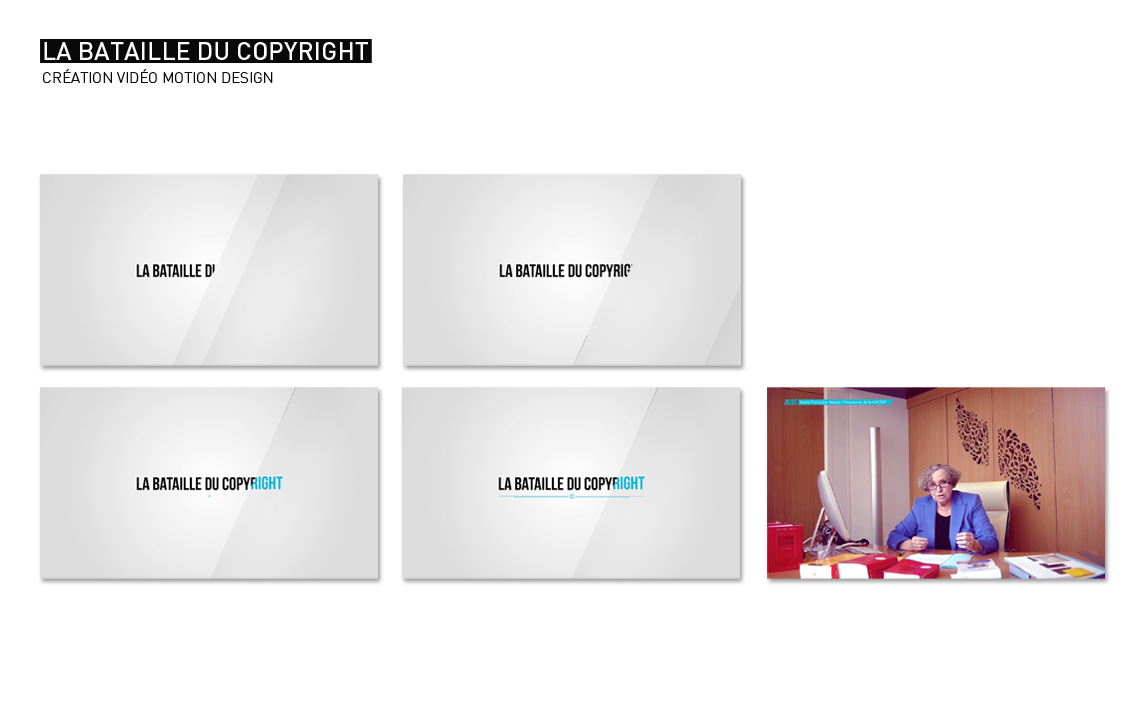 LA BATAILLE DU COPYRIGHT
CRÉATION VIDÉO MOTION DESIGN
LA BATAILLE DU
LA BATAILLE DU COPYRIG
LA BATAILLE DU COPYRIGHT
LA BATAILLE DU COPYRIGHT
©